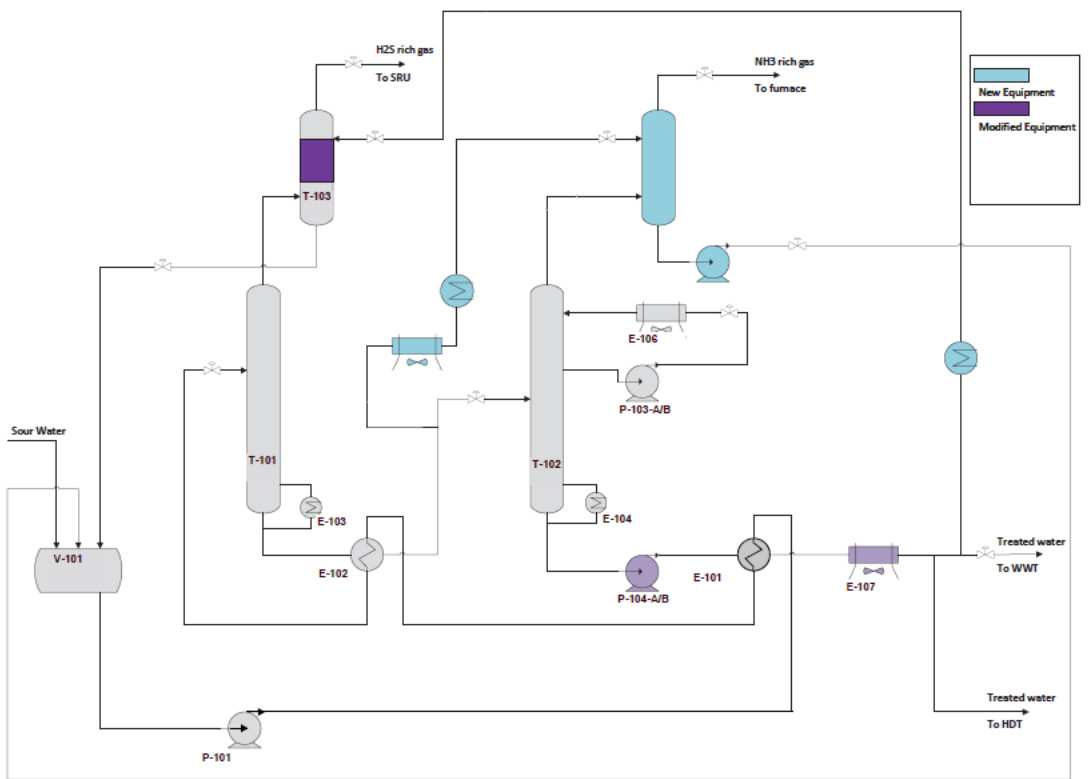 H2S rich gas
To SRU
NH3 rich gas
To furnace
New Equipment
Modified Equipment
T-103
E-106
P-103-A/B
Sour Water
T-101
T-102
E-103
E-104
V-101
E-102
P-104-A/B
E-101
E-107
Treated water
To WWT
Treated water
To HDT
P-101